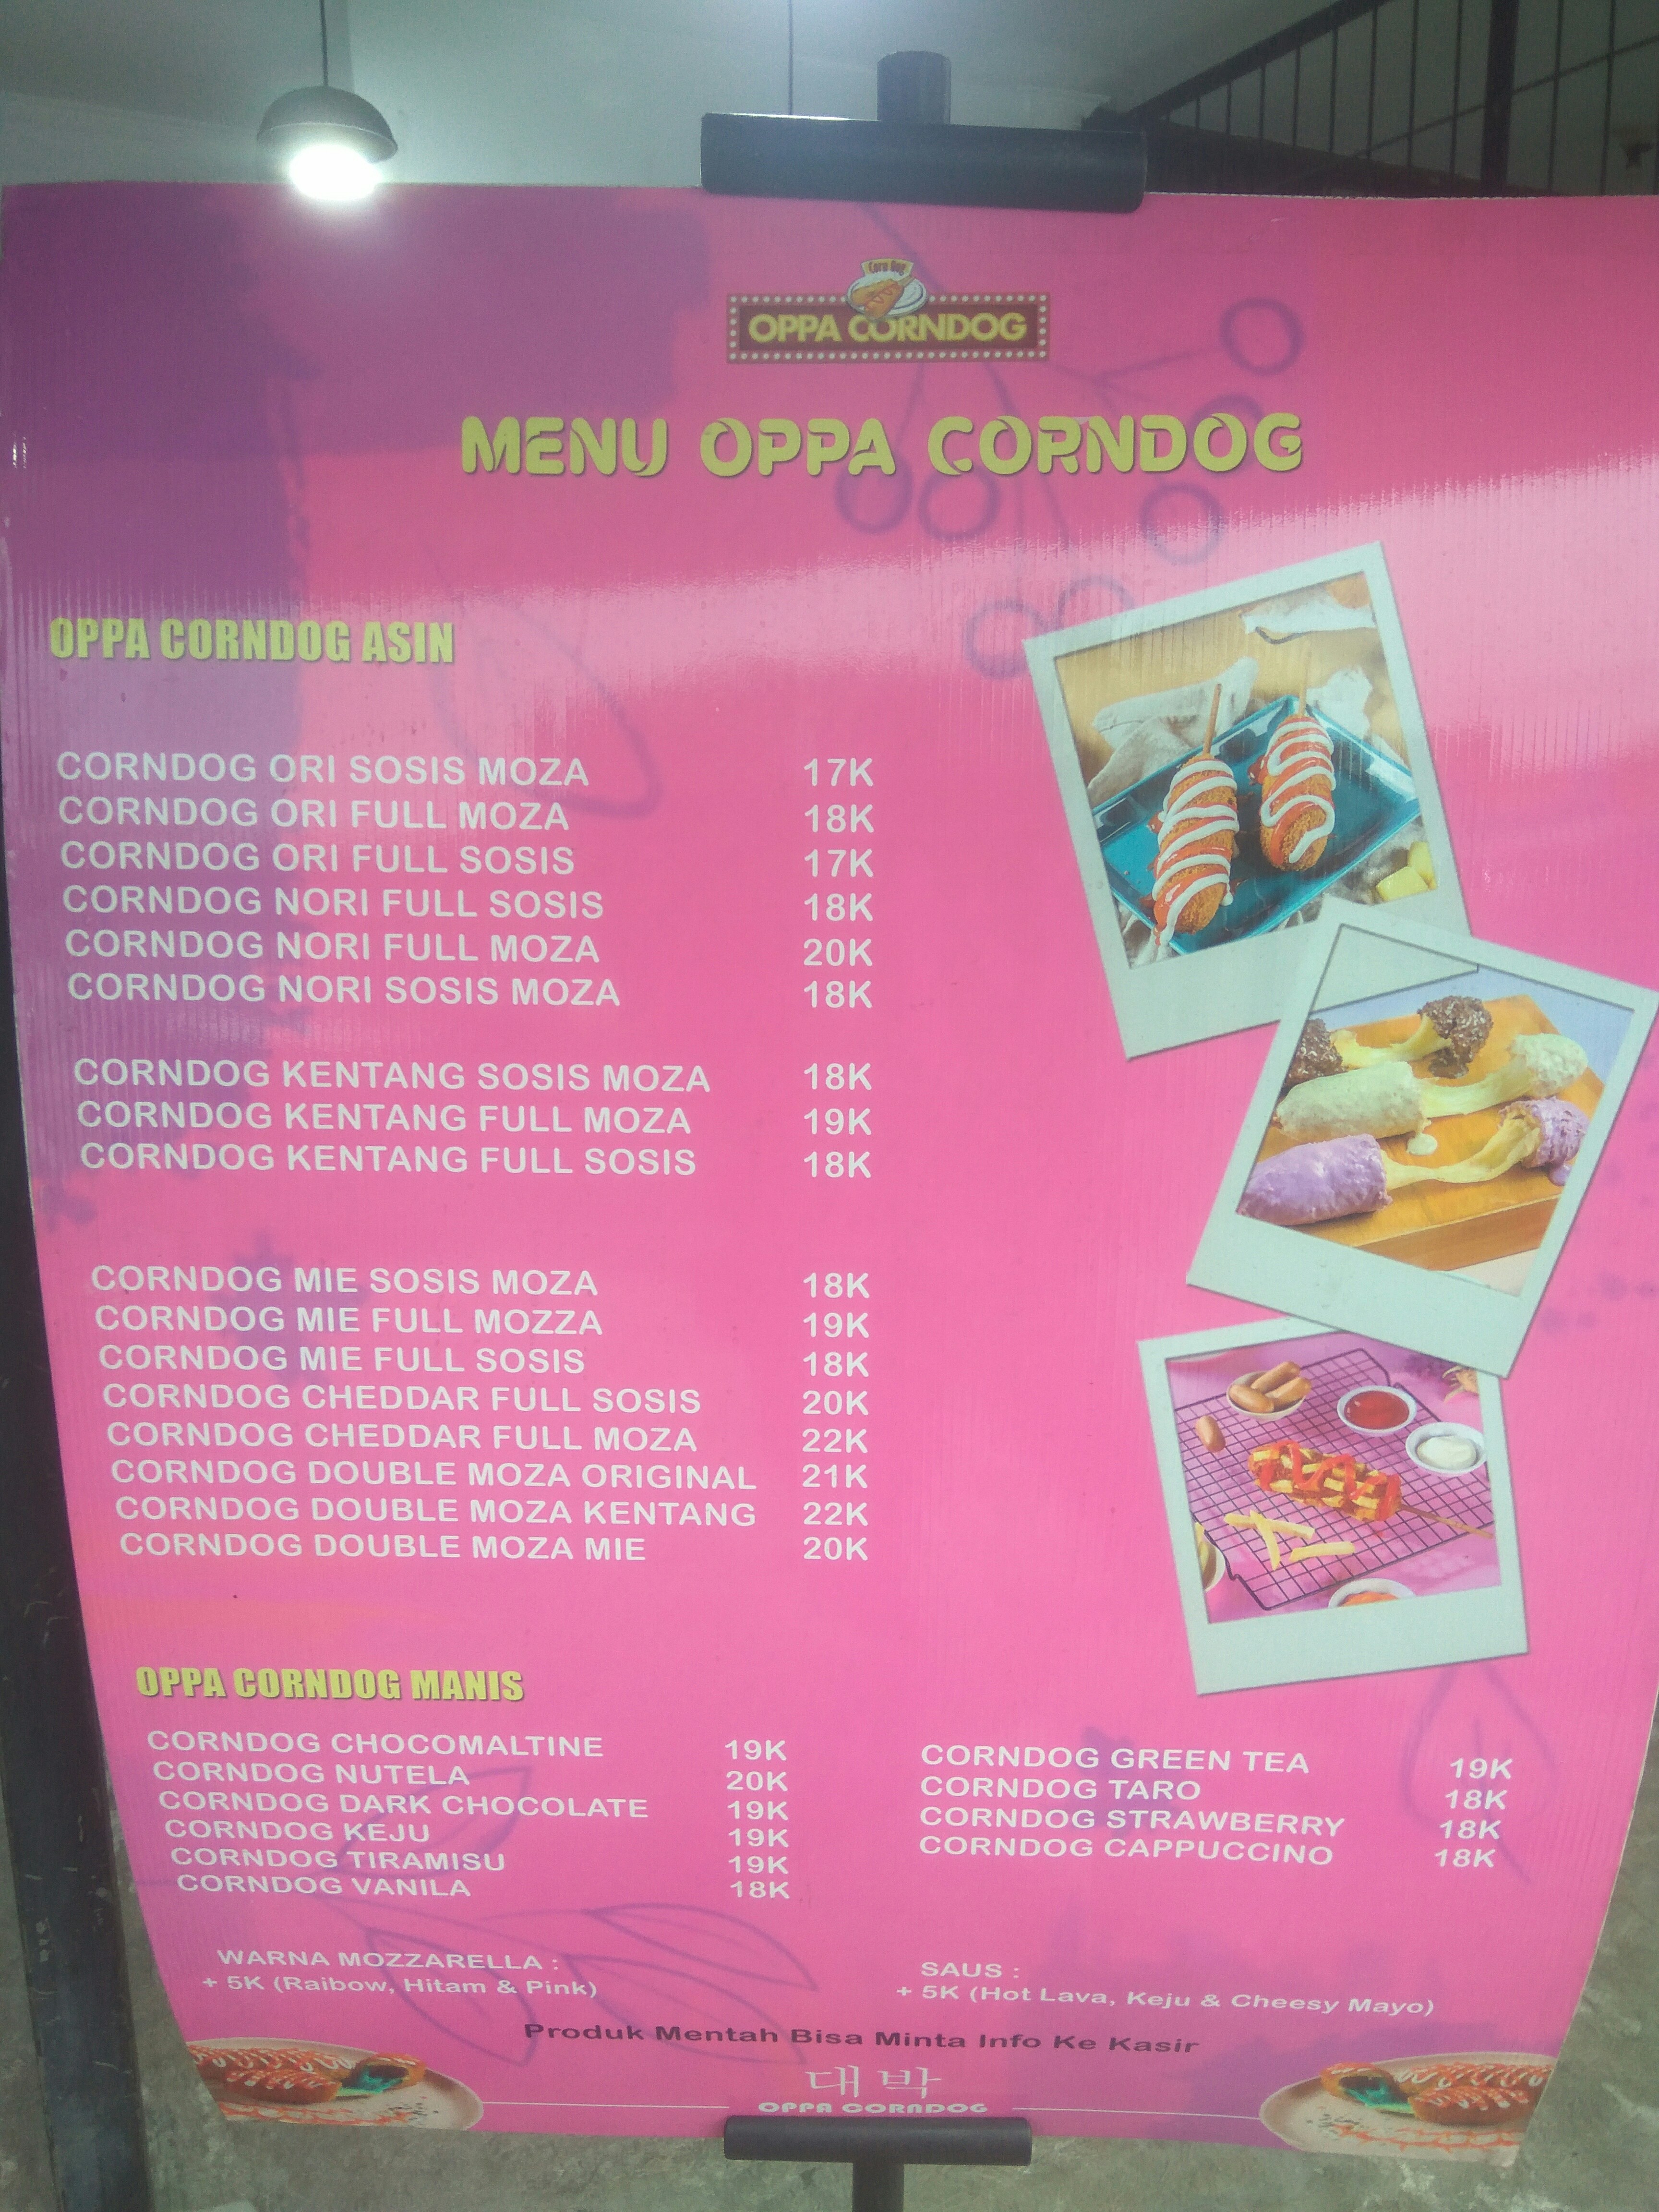 Corn Dog
OPPA CORNDOG
MENU OPPA CORNDOG
OPPA CORNDOG ASIN
CORNDOG ORI SOSIS MOZA 17K
CORNDOG ORI FULL MOZA 18K
CORNDOG ORI FULL SOSIS 17K
CORNDOG NORI FULL SOSIS 18K
CORNDOG NORI FULL MOZA 20K
CORNDOG NORI SOSIS MOZA 18K
CORNDOG KENTANG SOSIS MOZA 18K
CORNDOG KENTANG FULL MOZA 19K
CORNDOG KENTANG FULL SOSIS 18K
CORNDOG MIE SOSIS MOZA 18K
CORNDOG MIE FULL MOZZA 19K
CORNDOG MIE FULL SOSIS 18K
CORNDOG CHEDDAR FULL SOSIS 20K
CORNDOG CHEDDAR FULL MOZA 22K
CORNDOG DOUBLE MOZA ORIGINAL 21K
CORNDOG DOUBLE MOZA KENTANG 22K
CORNDOG DOUBLE MOZA MIE 20K
OPPA CORNDOG MANIS
CORNDOG CHOCOMALTINE 19K
CORNDOG NUTELA 20K
CORNDOG DARK CHOCOLATE 19K
CORNDOG KEJU 19K
CORNDOG TIRAMISU 19K
CORNDOG VANILA 18K
CORNDOG GREEN TEA 19K
CORNDOG TARO 18K
CORNDOG STRAWBERRY 18K
CORNDOG CAPPUCCINO 18K
WARNA MOZZARELLA :
+ 5K (Raibow, Hitam & Pink)
SAUS :
+ 5K (Hot Lava, Keju & Cheesy Mayo)
Produk Mentah Bisa Minta Info Ke Kasir
대박
OPPA CORNDOG